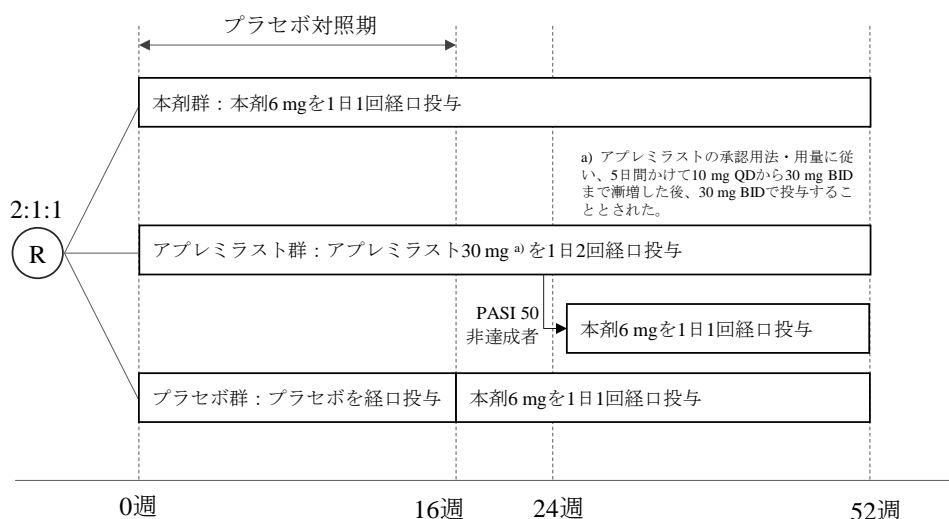 プラセボ対照期
本剤群：本剤6 mgを1日1回経口投与
a) アプレミラストの承認用法・用量に従
い、5日間かけて10 mg QDから30 mg BID
まで漸増した後、30 mg BIDで投与するこ
ととされた。
2:1:1
R
アプレミラスト群：アプレミラスト30 mg a)を1日2回経口投与
PASI 50
非達成者
本剤6 mgを1日1回経口投与
プラセボ群：プラセボを経口投与
本剤6 mgを1日1回経口投与
0週
16週
24週
52週